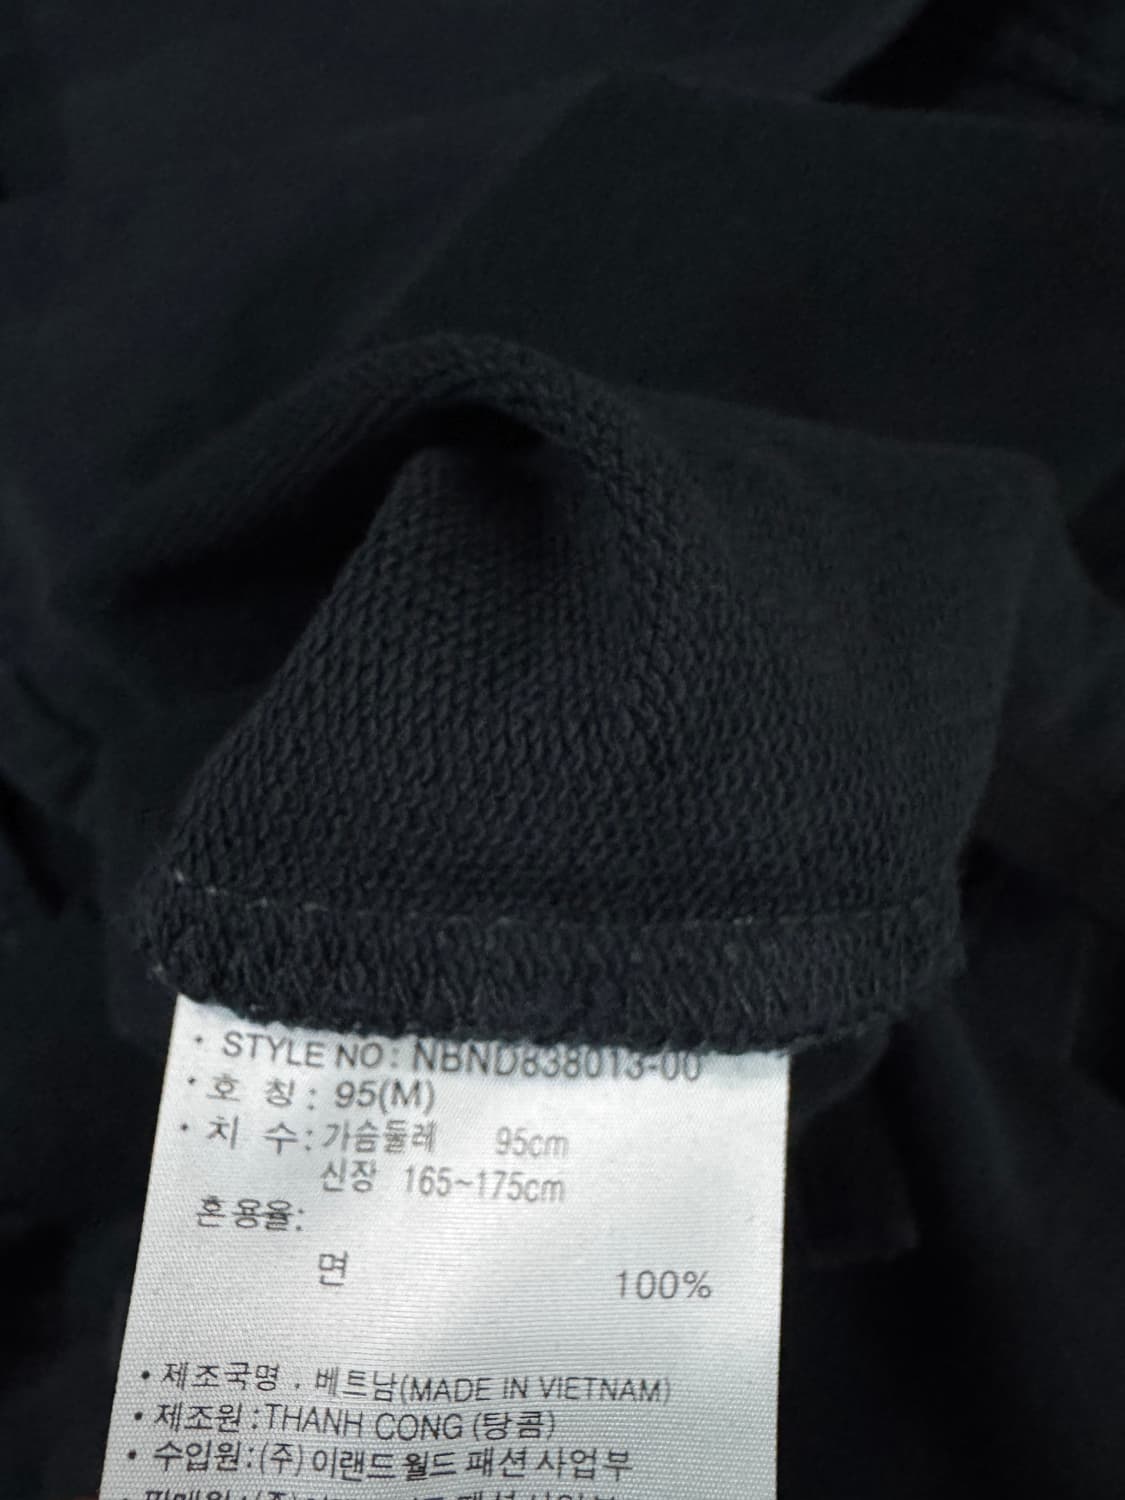 · STYLE NO : NBND838013-00
· 호 칭 : 95(M)
· 치 수 : 가슴둘레 95cm
신장 165~175cm
혼용율:
면 100%
• 제조국명 . 베트남(MADE IN VIETNAM)
• 제조원 : THANH CONG (탕콤)
• 수입원 : (주) 이랜드 월드 패션 사업 부